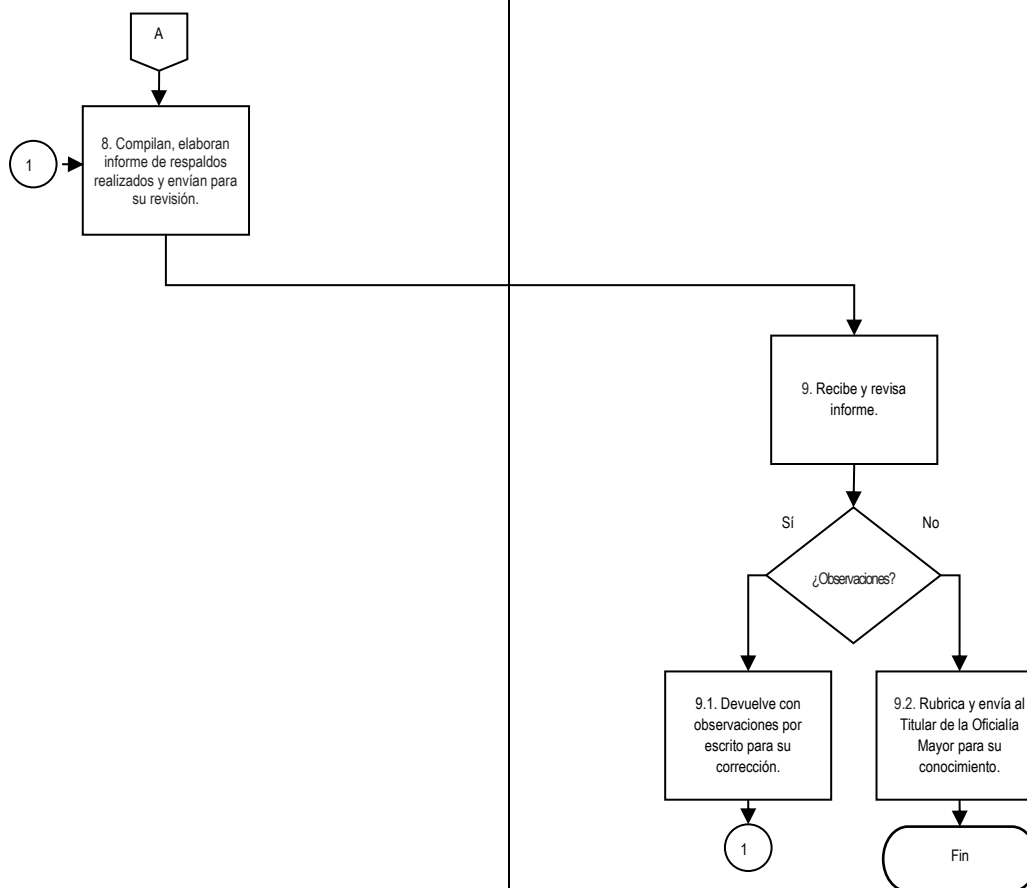 A
1
8. Compilan, elaboran
informe de respaldos
realizados y envían para
su revisión.
9. Recibe y revisa
informe.
Sí
No
¿Observaciones?
9.1. Devuelve con
observaciones por
escrito para su
corrección.
9.2. Rubrica y envía al
Titular de la Oficialía
Mayor para su
conocimiento.
1
Fin